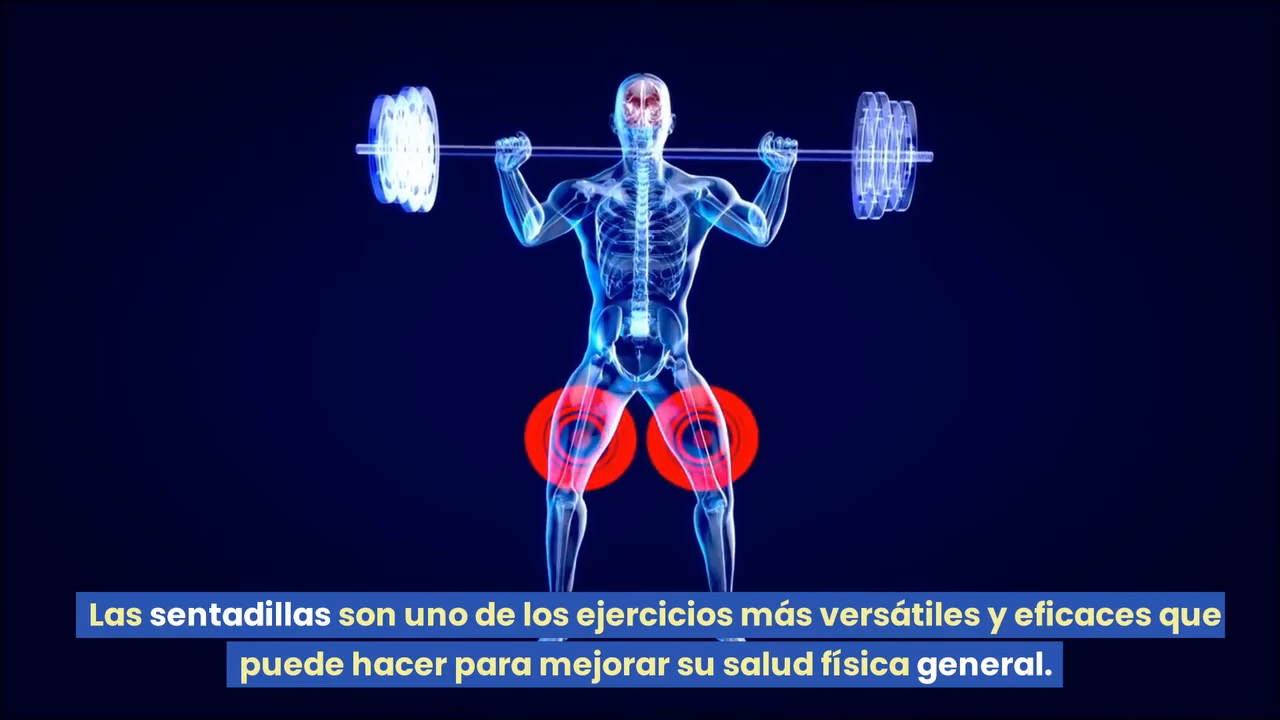 Las sentadillas son uno de los ejercicios más versátiles y eficaces que
puede hacer para mejorar su salud física general.